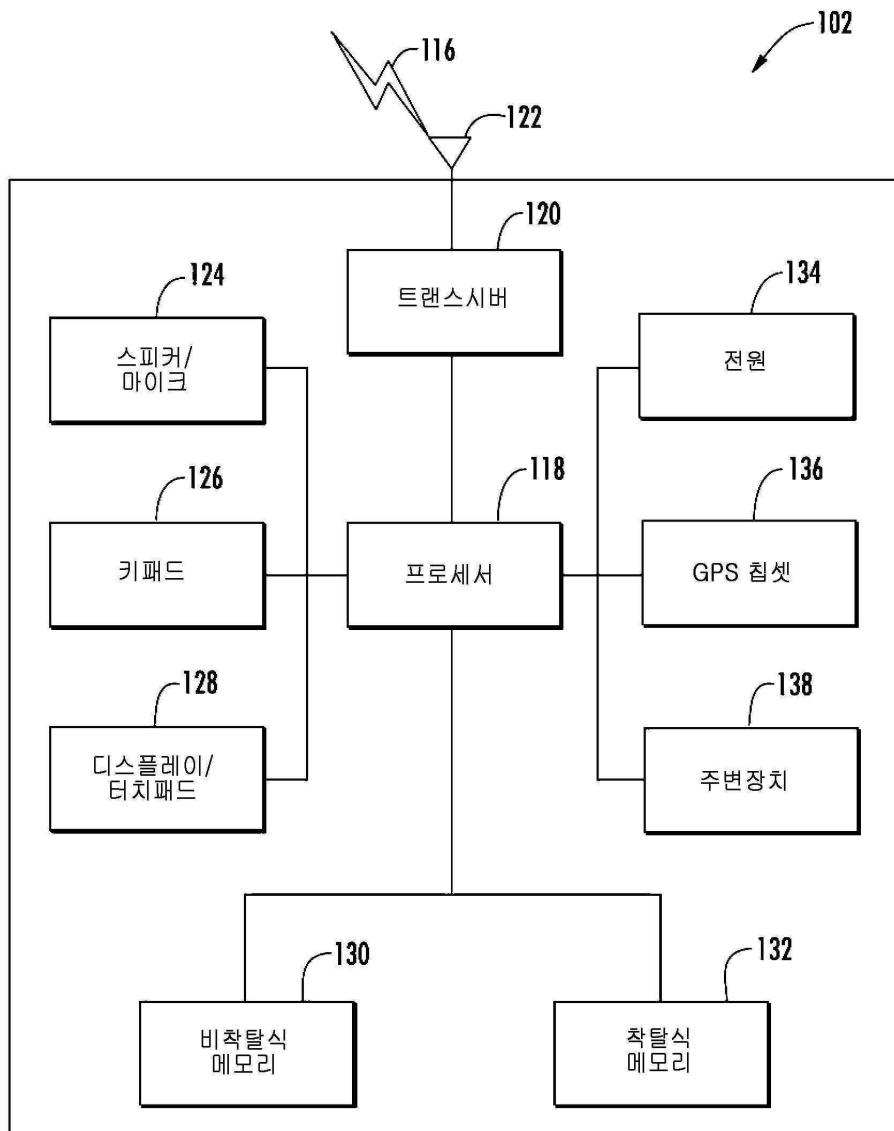 102
116
122
120
트랜스시버
124
스피커/
마이크
134
전원
126
키패드
118
프로세서
136
GPS 칩셋
128
디스플레이/
터치패드
138
주변장치
130
비착탈식
메모리
132
착탈식
메모리